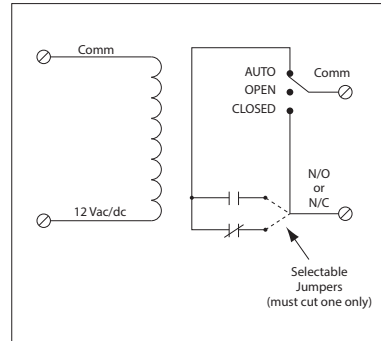 Comm
12 Vac/dc
AUTO
OPEN
CLOSED
Comm
N/O
or
N/C
Selectable
Jumpers
(must cut one only)